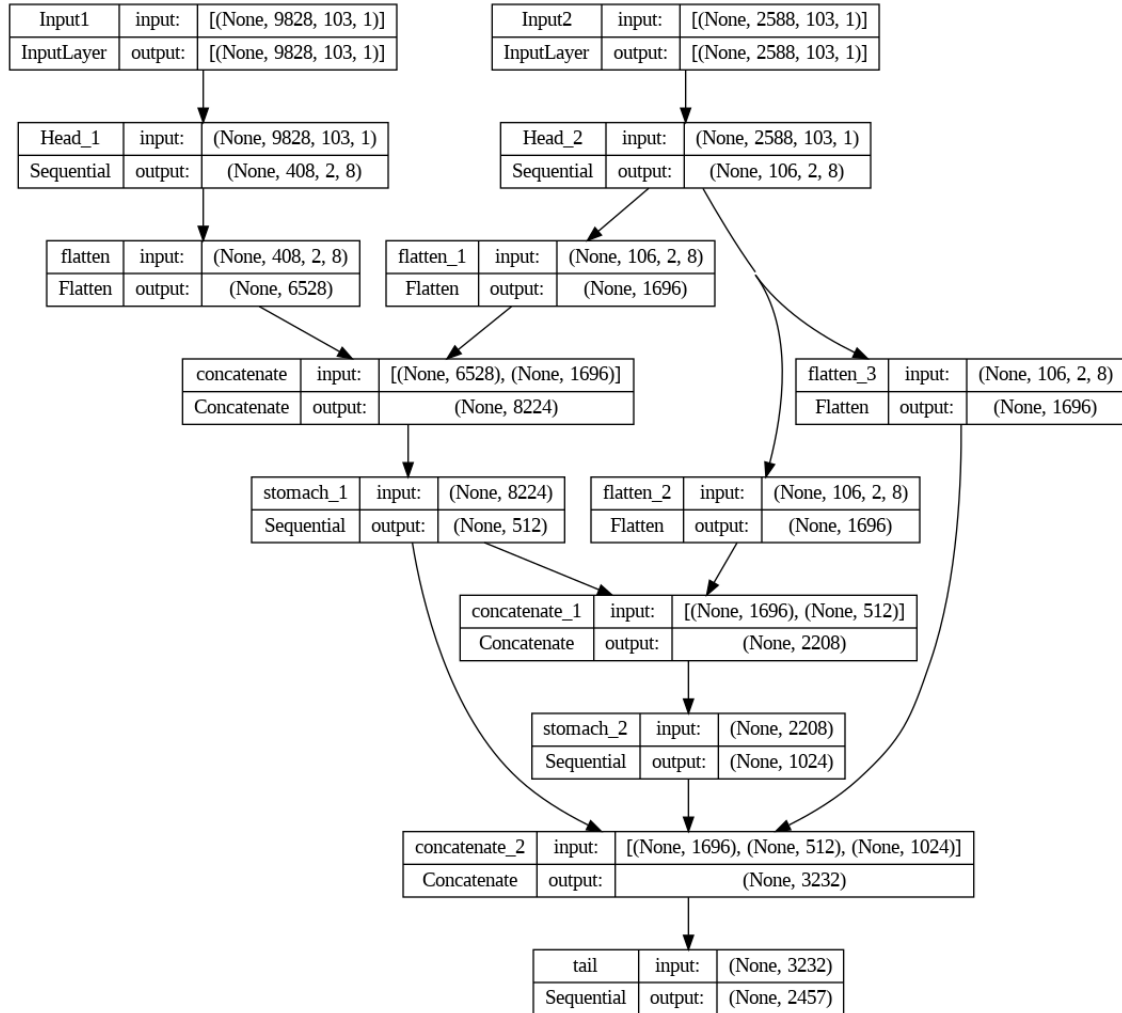 Input1 input: [(None, 9828, 103, 1)]
InputLayer output: [(None, 9828, 103, 1)]
Input2 input: [(None, 2588, 103, 1)]
InputLayer output: [(None, 2588, 103, 1)]
Head_1 input: (None, 9828, 103, 1)
Sequential output: (None, 408, 2, 8)
Head_2 input: (None, 2588, 103, 1)
Sequential output: (None, 106, 2, 8)
flatten input: (None, 408, 2, 8)
Flatten output: (None, 6528)
flatten_1 input: (None, 106, 2, 8)
Flatten output: (None, 1696)
concatenate input: [(None, 6528), (None, 1696)]
Concatenate output: (None, 8224)
flatten_3 input: (None, 106, 2, 8)
Flatten output: (None, 1696)
stomach_1 input: (None, 8224)
Sequential output: (None, 512)
flatten_2 input: (None, 106, 2, 8)
Flatten output: (None, 1696)
concatenate_1 input: [(None, 1696), (None, 512)]
Concatenate output: (None, 2208)
stomach_2 input: (None, 2208)
Sequential output: (None, 1024)
concatenate_2 input: [(None, 1696), (None, 512), (None, 1024)]
Concatenate output: (None, 3232)
tail input: (None, 3232)
Sequential output: (None, 2457)